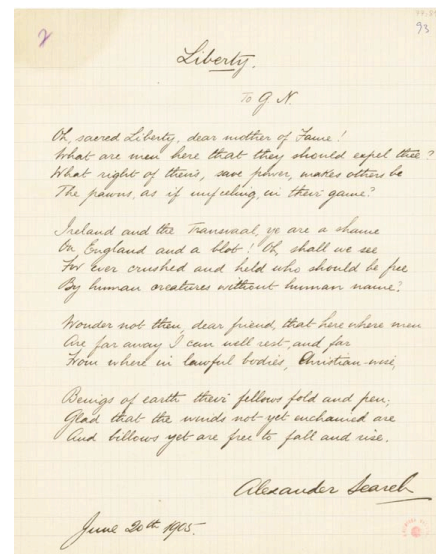 2
93
Liberty.
To G N.
Oh, sacred Liberty, dear mother of Fame!
What are men here that they should expel thee?
What right of theirs, save power, makes others be
The pawns, as if unfeeling, in their game?
Ireland and the Transvaal, ye are a shame
On England and a blot! Oh, shall we see
For ever crushed and held who should be free
By human creatures without human name?
Wonder not then, dear friend, that here where men
Are far away I can well rest, and far
From where in lawful bodies, Christian-wise,
Beings of earth their fellows fold and pen;
Glad that the winds not yet enchained are
And billows yet are free to fall and rise.
Alexander Search
June 20th 1905.